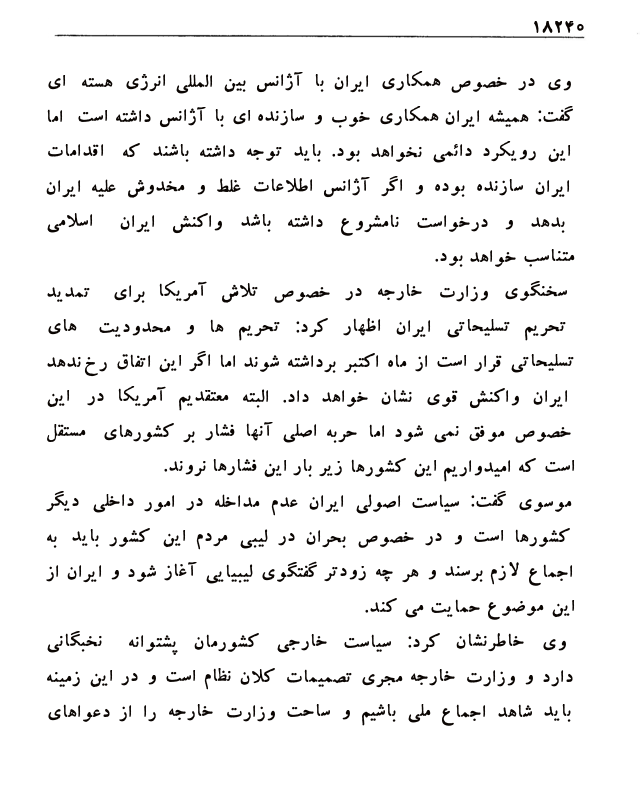 ۱۸۲۴۰
وی در خصوص همکاری ایران با آژانس بین المللی انرژی هسته ای
گفت: همیشه ایران همکاری خوب و سازنده ای با آژانس داشته است اما
این رویکرد دائمی نخواهد بود. باید توجه داشته باشند که اقدامات
ایران سازنده بوده و اگر آژانس اطلاعات غلط و مخدوش علیه ایران
بدهد و درخواست نامشروع داشته باشد واکنش ایران اسلامی
متناسب خواهد بود.
سخنگوی وزارت خارجه در خصوص تلاش آمریکا برای تمدید
تحریم تسلیحاتی ایران اظهار کرد: تحریم ها و محدودیت های
تسلیحاتی قرار است از ماه اکتبر برداشته شوند اما اگر این اتفاق رخ ندهد
ایران واکنش قوی نشان خواهد داد. البته معتقدیم آمریکا در این
خصوص موفق نمی شود اما حربه اصلی آنها فشار بر کشورهای مستقل
است که امیدواریم این کشورها زیر بار این فشارها نروند.
موسوی گفت: سیاست اصولی ایران عدم مداخله در امور داخلی دیگر
کشورها است و در خصوص بحران در لیبی مردم این کشور باید به
اجماع لازم برسند و هر چه زودتر گفتگوی لیبیایی آغاز شود و ایران از
این موضوع حمایت می کند.
وی خاطرنشان کرد: سیاست خارجی کشورمان پشتوانه نخبگانی
دارد و وزارت خارجه مجری تصمیمات کلان نظام است و در این زمینه
باید شاهد اجماع ملی باشیم و ساحت وزارت خارجه را از دعواهای